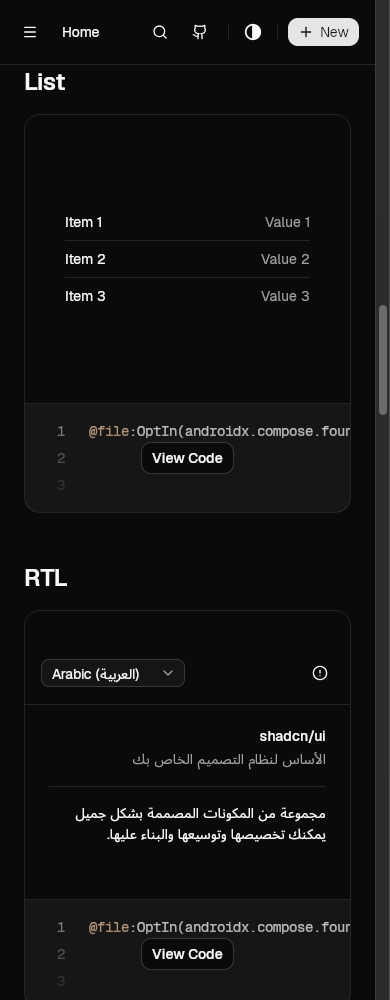 Home
New
List
Item 1 Value 1
Item 2 Value 2
Item 3 Value 3
1 @file:OptIn(androidx.compose.foun
2
View Code
3
RTL
Arabic (العربية)
shadcn/ui
الأساس لنظام التصميم الخاص بك
مجموعة من المكونات المصممة بشكل جميل
يمكنك تخصيصها وتوسيعها والبناء عليها.
1 @file:OptIn(androidx.compose.foun
2
View Code
3